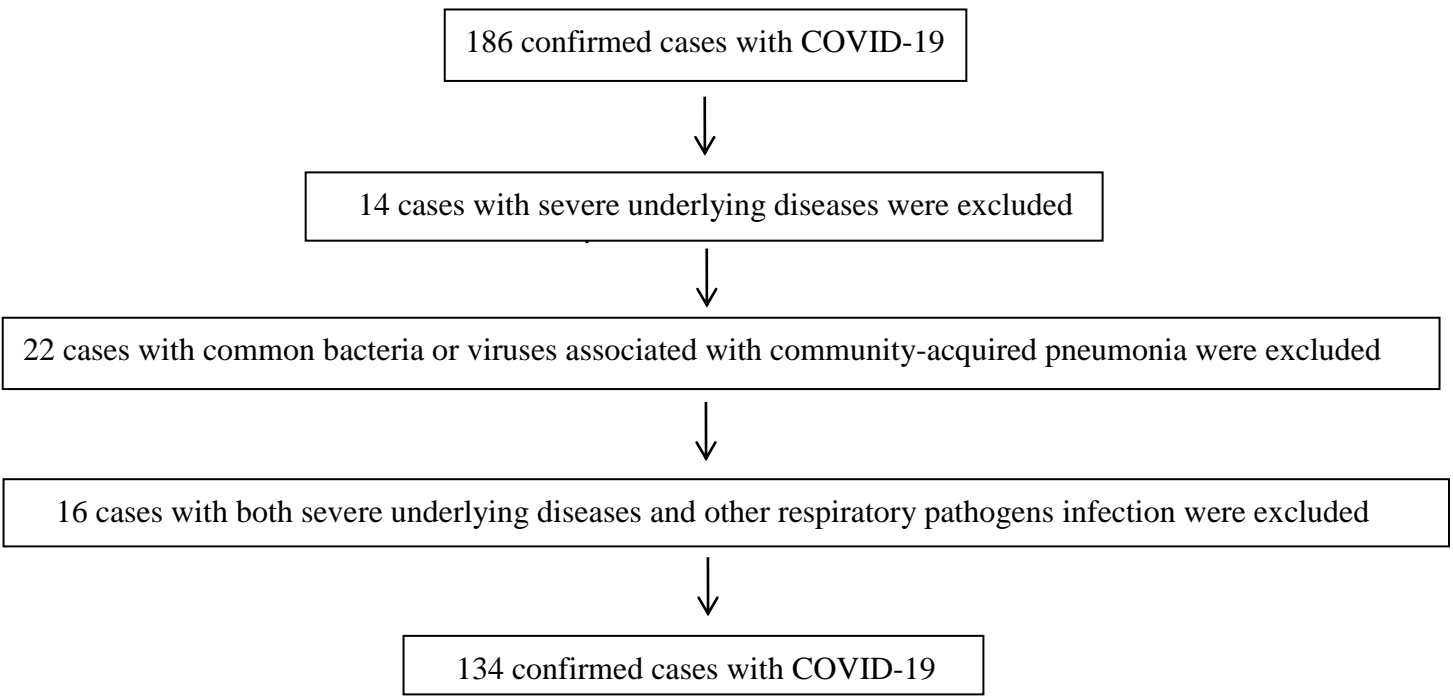 186 confirmed cases with COVID-19
14 cases with severe underlying diseases were excluded
22 cases with common bacteria or viruses associated with community-acquired pneumonia were excluded
16 cases with both severe underlying diseases and other respiratory pathogens infection were excluded
134 confirmed cases with COVID-19